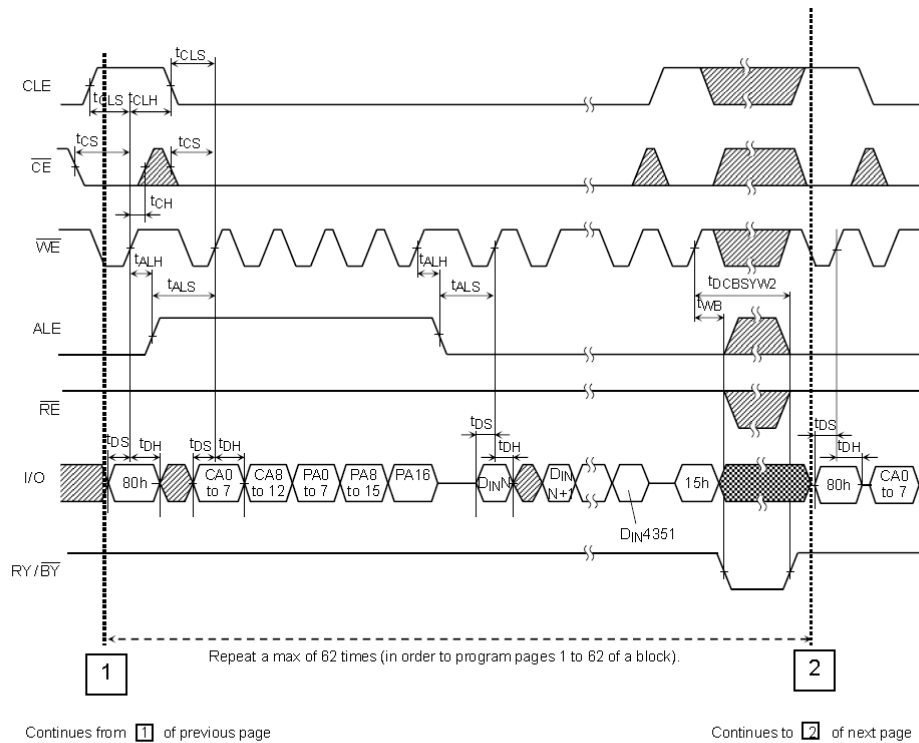 tCLS
CLE
tCLS tCLH
tCS tCS
CE
tCH
WE
tALH tALH
tDCBSYW2
tALS tALS
tWB
ALE
RE
tDS tDH tDS tDH tDS tDH tDS tDH
I/O 80h CA0 to 7 CA8 to 12 PA0 to 7 PA8 to 15 PA16 DINN DIN N+1 15h 80h CA0 to 7
DIN4351
RY/BY
Repeat a max of 62 times (in order to program pages 1 to 62 of a block).
1 2
Continues from 1 of previous page
Continues to 2 of next page